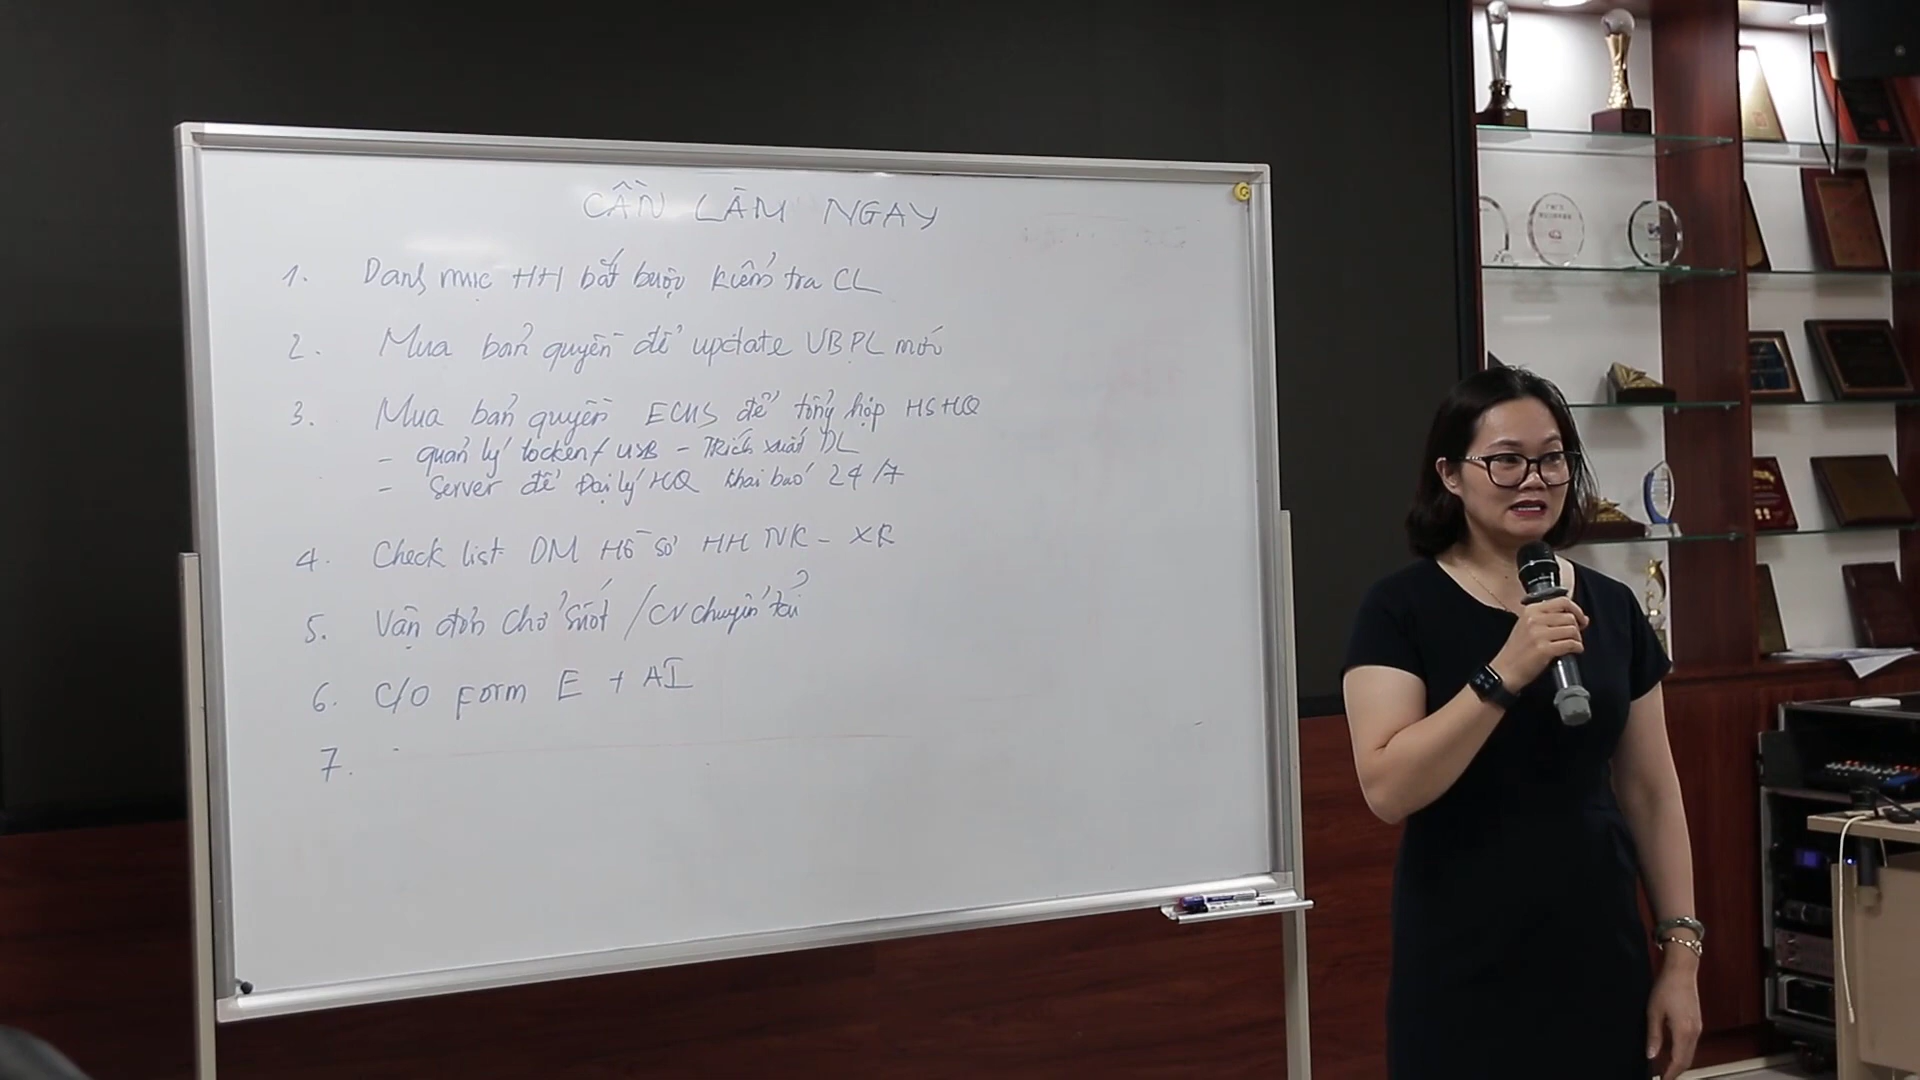 CẦN LÀM NGAY
1. Danh mục HH bắt buộc kiểm tra CL
2. Mua bản quyền để update VBPL mới
3. Mua bản quyền ECUS để tổng hợp HSHQ
- quản lý tocken / USB - Trích xuất DL
- Server để Đại lý HQ khai báo 24/7
4. Check list DM Hồ sơ HH NK - XK
5. Vận đơn chở suốt / CV chuyển tải
6. C/O Form E + AI
7.